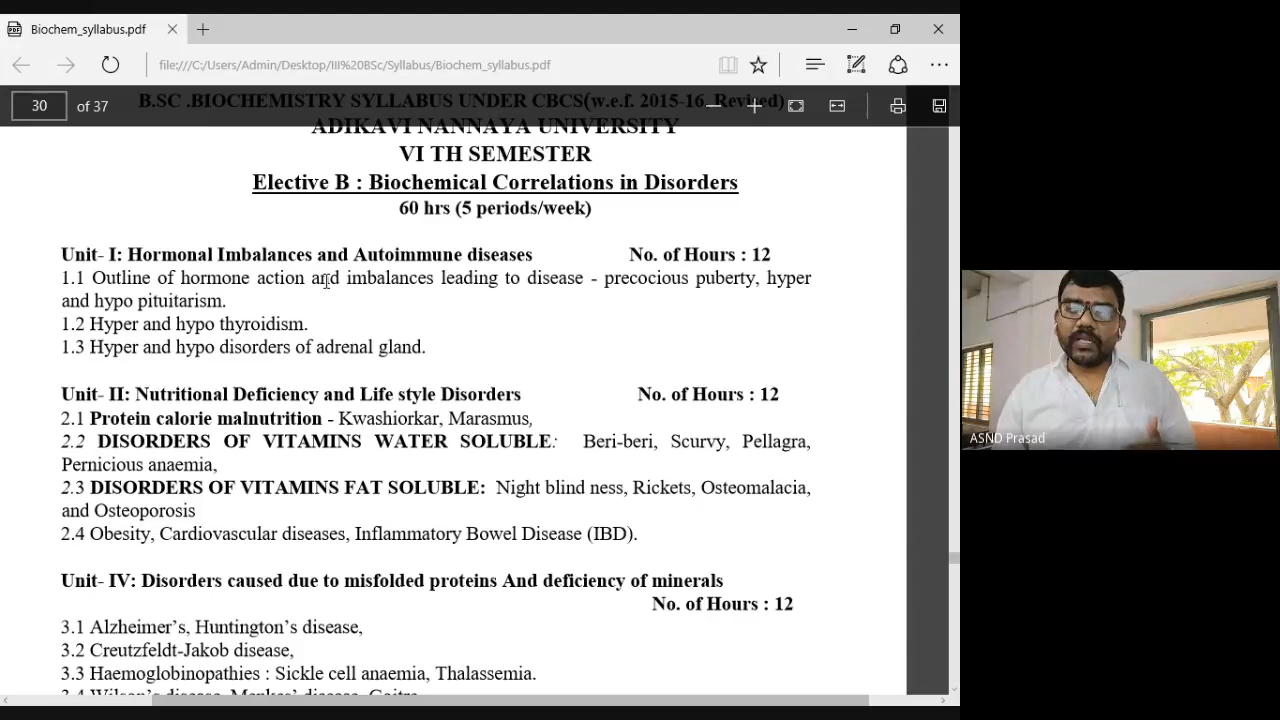 Biochem_syllabus.pdf
file:///C:/Users/Admin/Desktop/III%20BSc/Syllabus/Biochem_syllabus.pdf
30 of 37
B.SC .BIOCHEMISTRY SYLLABUS UNDER CBCS(w.e.f. 2015-16, Revised)
ADIKAVI NANNAYA UNIVERSITY
VI TH SEMESTER
Elective B : Biochemical Correlations in Disorders
60 hrs (5 periods/week)
Unit- I: Hormonal Imbalances and Autoimmune diseases No. of Hours : 12
1.1 Outline of hormone action and imbalances leading to disease - precocious puberty, hyper
and hypo pituitarism.
1.2 Hyper and hypo thyroidism.
1.3 Hyper and hypo disorders of adrenal gland.
Unit- II: Nutritional Deficiency and Life style Disorders No. of Hours : 12
2.1 Protein calorie malnutrition - Kwashiorkar, Marasmus,
2.2 DISORDERS OF VITAMINS WATER SOLUBLE: Beri-beri, Scurvy, Pellagra,
Pernicious anaemia,
2.3 DISORDERS OF VITAMINS FAT SOLUBLE: Night blind ness, Rickets, Osteomalacia,
and Osteoporosis
2.4 Obesity, Cardiovascular diseases, Inflammatory Bowel Disease (IBD).
Unit- IV: Disorders caused due to misfolded proteins And deficiency of minerals
No. of Hours : 12
3.1 Alzheimer's, Huntington's disease,
3.2 Creutzfeldt-Jakob disease,
3.3 Haemoglobinopathies : Sickle cell anaemia, Thalassemia.
3.4 Wilson's disease, Menkes' disease, Goitre
ASND Prasad